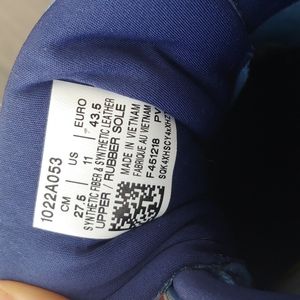 1022A053
CM US EURO
27.5 11 43.5
SYNTHETIC FIBER & SYNTHETIC LEATHER
UPPER / RUBBER SOLE
MADE IN VIETNAM
FABRIQUE AU VIETNAM
F451218 PV